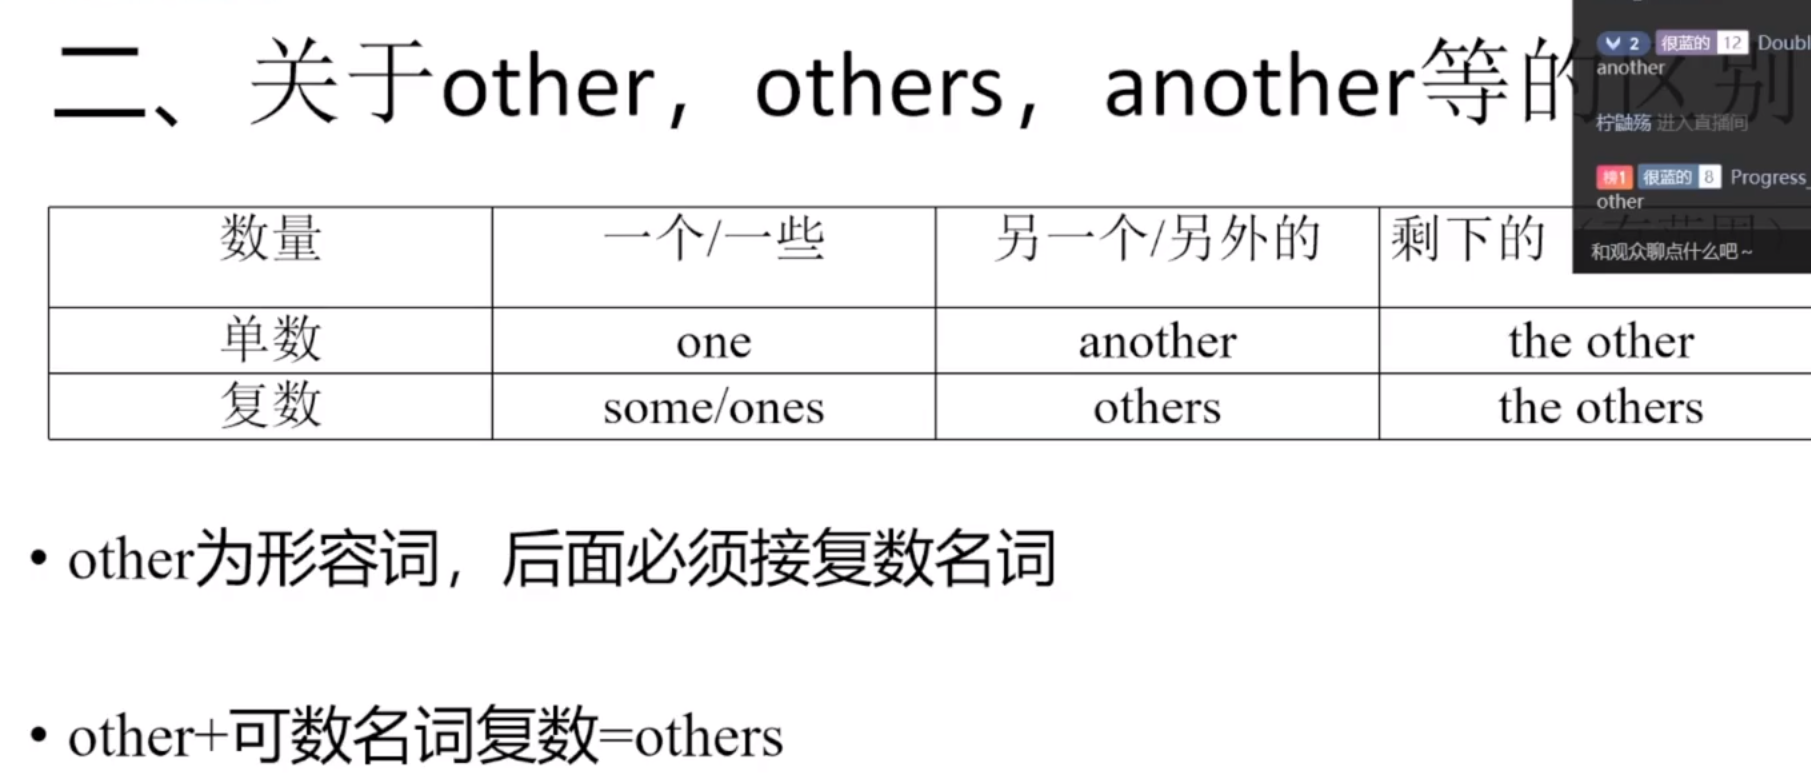 二、关于other，others，another等的区别
2 很蓝的 12 Doubl
another
柠鼬殇 进入直播间
榜1 很蓝的 8 Progress_
other
和观众聊点什么吧~
数量 一个/一些 另一个/另外的 剩下的（有范围）
单数 one another the other
复数 some/ones others the others
• other为形容词，后面必须接复数名词
• other+可数名词复数=others